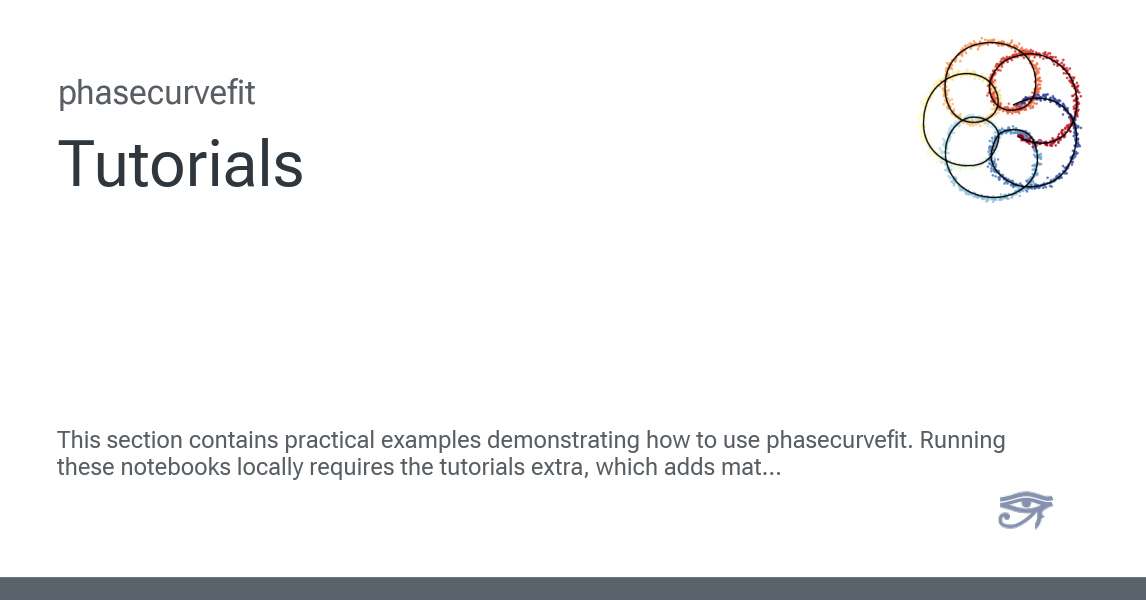 phasecurvefit
Tutorials
This section contains practical examples demonstrating how to use phasecurvefit. Running
these notebooks locally requires the tutorials extra, which adds mat...